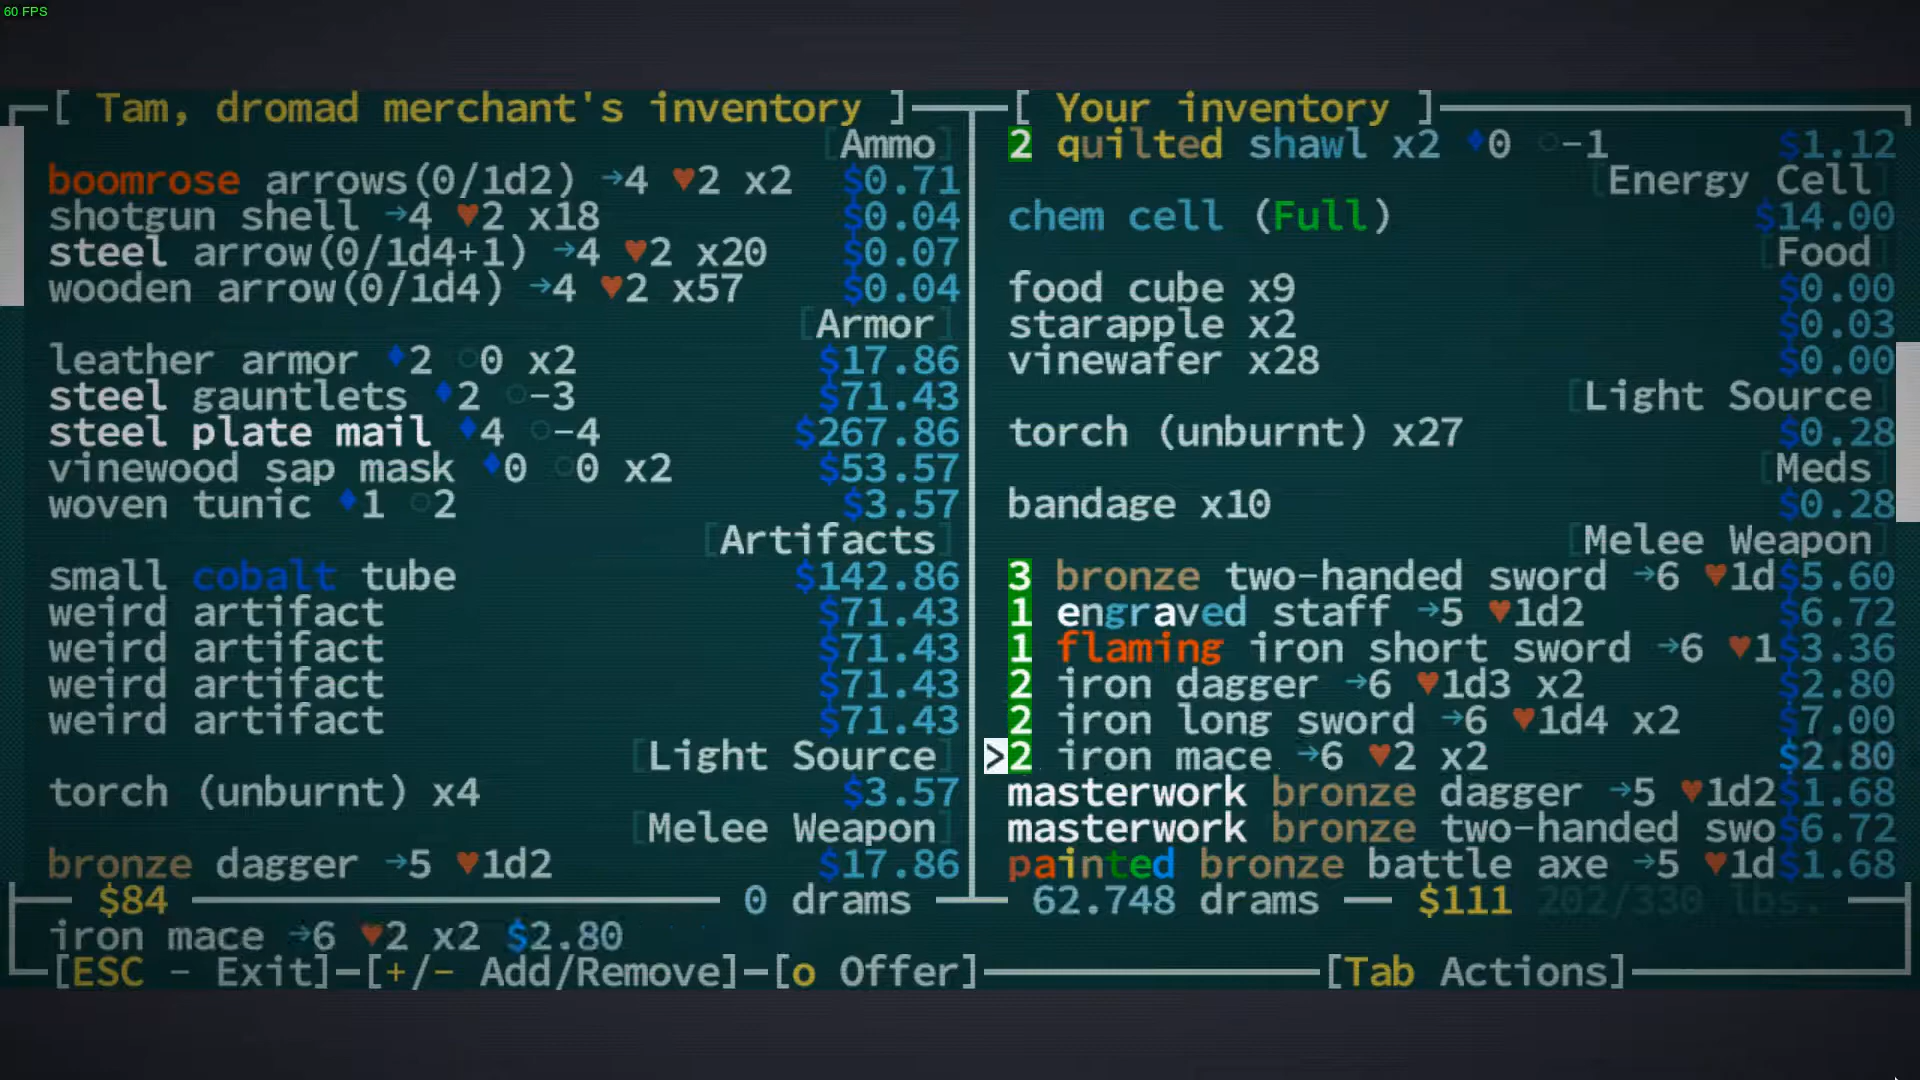 60 FPS
[ Tam, dromad merchant's inventory ]
[Ammo]
boomrose arrows(0/1d2) →4 ♥2 x2 $0.71
shotgun shell →4 ♥2 x18 $0.04
steel arrow(0/1d4+1) →4 ♥2 x20 $0.07
wooden arrow(0/1d4) →4 ♥2 x57 $0.04
[Armor]
leather armor ♦2 ○0 x2 $17.86
steel gauntlets ♦2 ○-3 $71.43
steel plate mail ♦4 ○-4 $267.86
vinewood sap mask ♦0 ○0 x2 $53.57
woven tunic ♦1 ○2 $3.57
[Artifacts]
small cobalt tube $142.86
weird artifact $71.43
weird artifact $71.43
weird artifact $71.43
weird artifact $71.43
[Light Source]
torch (unburnt) x4 $3.57
[Melee Weapon]
bronze dagger →5 ♥1d2 $17.86
$84 0 drams
[ Your inventory ]
2 quilted shawl x2 ♦0 ○-1 $1.12
[Energy Cell]
chem cell (Full) $14.00
[Food]
food cube x9 $0.00
starapple x2 $0.03
vinewafer x28 $0.00
[Light Source]
torch (unburnt) x27 $0.28
[Meds]
bandage x10 $0.28
[Melee Weapon]
3 bronze two-handed sword →6 ♥1d$5.60
1 engraved staff →5 ♥1d2 $6.72
1 flaming iron short sword →6 ♥1$3.36
2 iron dagger →6 ♥1d3 x2 $2.80
2 iron long sword →6 ♥1d4 x2 $7.00
>2 iron mace →6 ♥2 x2 $2.80
masterwork bronze dagger →5 ♥1d2$1.68
masterwork bronze two-handed swo$6.72
painted bronze battle axe →5 ♥1d$1.68
62.748 drams — $111 202/330 lbs.
iron mace →6 ♥2 x2 $2.80
[ESC - Exit]-[+/- Add/Remove]-[o Offer] [Tab Actions]